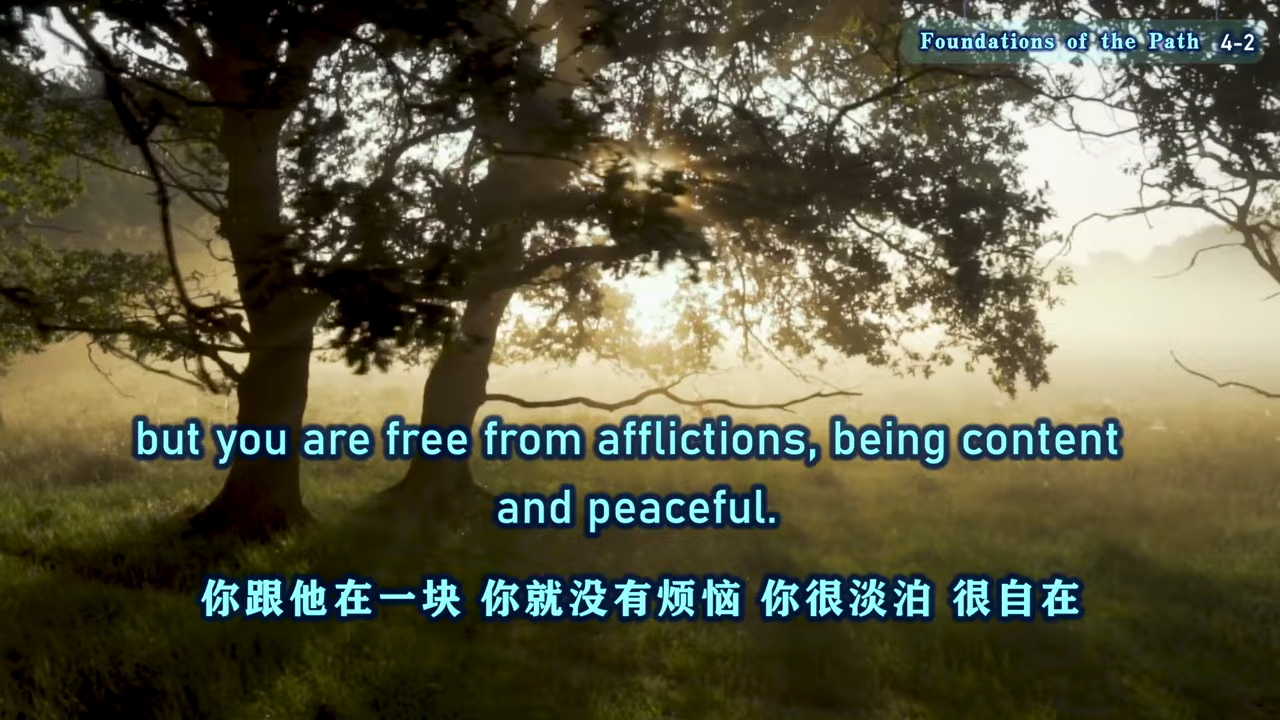 Foundations of the Path 4-2
but you are free from afflictions, being content
and peaceful.
你跟他在一块 你就没有烦恼 你很淡泊 很自在